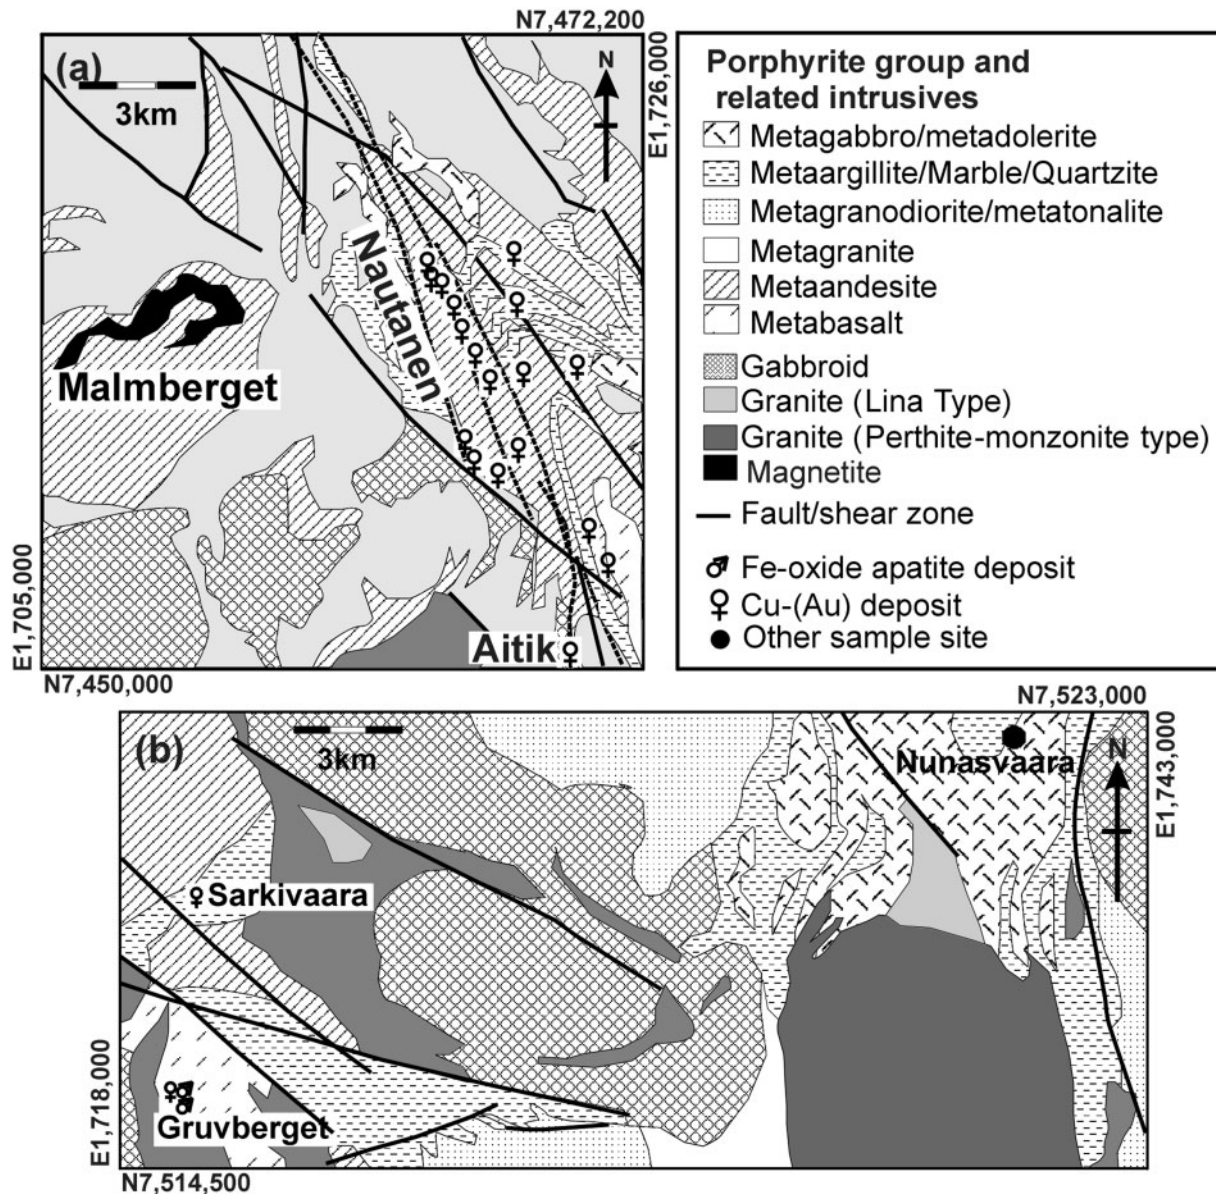 N7,472,200
(a)
3km
N
E1,726,000
Nautanen
Malmberget
Aitik
E1,705,000
N7,450,000
Porphyrite group and
related intrusives
Metagabbro/metadolerite
Metaargillite/Marble/Quartzite
Metagranodiorite/metatonalite
Metagranite
Metaandesite
Metabasalt
Gabbroid
Granite (Lina Type)
Granite (Perthite-monzonite type)
Magnetite
Fault/shear zone
Fe-oxide apatite deposit
Cu-(Au) deposit
Other sample site
N7,523,000
(b)
3km
Nunasvaara
N
E1,743,000
Sarkivaara
Gruvberget
E1,718,000
N7,514,500